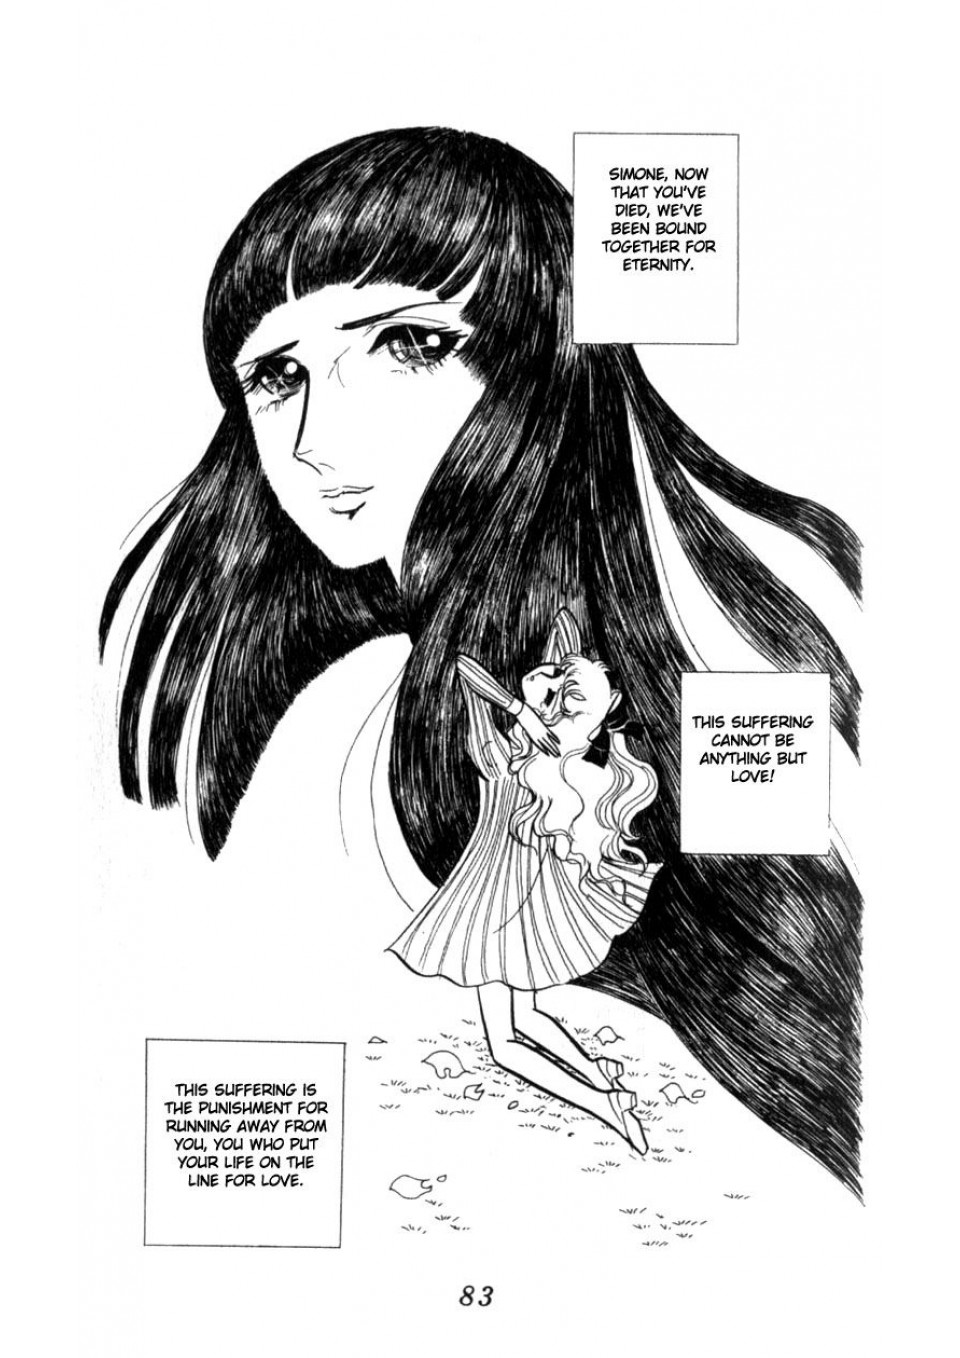 SIMONE, NOW
THAT YOU'VE
DIED, WE'VE
BEEN BOUND
TOGETHER FOR
ETERNITY.
THIS SUFFERING
CANNOT BE
ANYTHING BUT
LOVE!
THIS SUFFERING IS
THE PUNISHMENT FOR
RUNNING AWAY FROM
YOU, YOU WHO PUT
YOUR LIFE ON THE
LINE FOR LOVE.
83